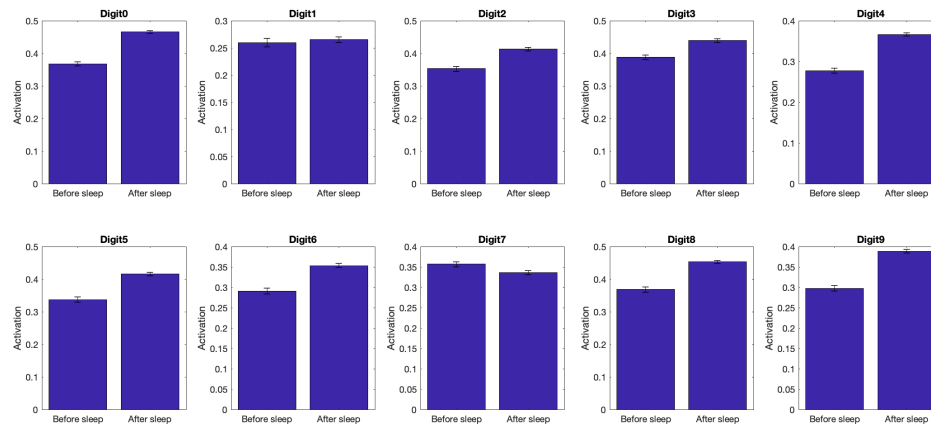 Digit0
Activation
0.5
0.4
0.3
0.2
0.1
0
Before sleep
After sleep
Digit1
Activation
0.3
0.25
0.2
0.15
0.1
0.05
0
Before sleep
After sleep
Digit2
Activation
0.5
0.4
0.3
0.2
0.1
0
Before sleep
After sleep
Digit3
Activation
0.5
0.4
0.3
0.2
0.1
0
Before sleep
After sleep
Digit4
Activation
0.4
0.3
0.2
0.1
0
Before sleep
After sleep
Digit5
Activation
0.5
0.4
0.3
0.2
0.1
0
Before sleep
After sleep
Digit6
Activation
0.4
0.35
0.3
0.25
0.2
0.15
0.1
0.05
0
Before sleep
After sleep
Digit7
Activation
0.4
0.35
0.3
0.25
0.2
0.15
0.1
0.05
0
Before sleep
After sleep
Digit8
Activation
0.5
0.4
0.3
0.2
0.1
0
Before sleep
After sleep
Digit9
Activation
0.4
0.35
0.3
0.25
0.2
0.15
0.1
0.05
0
Before sleep
After sleep